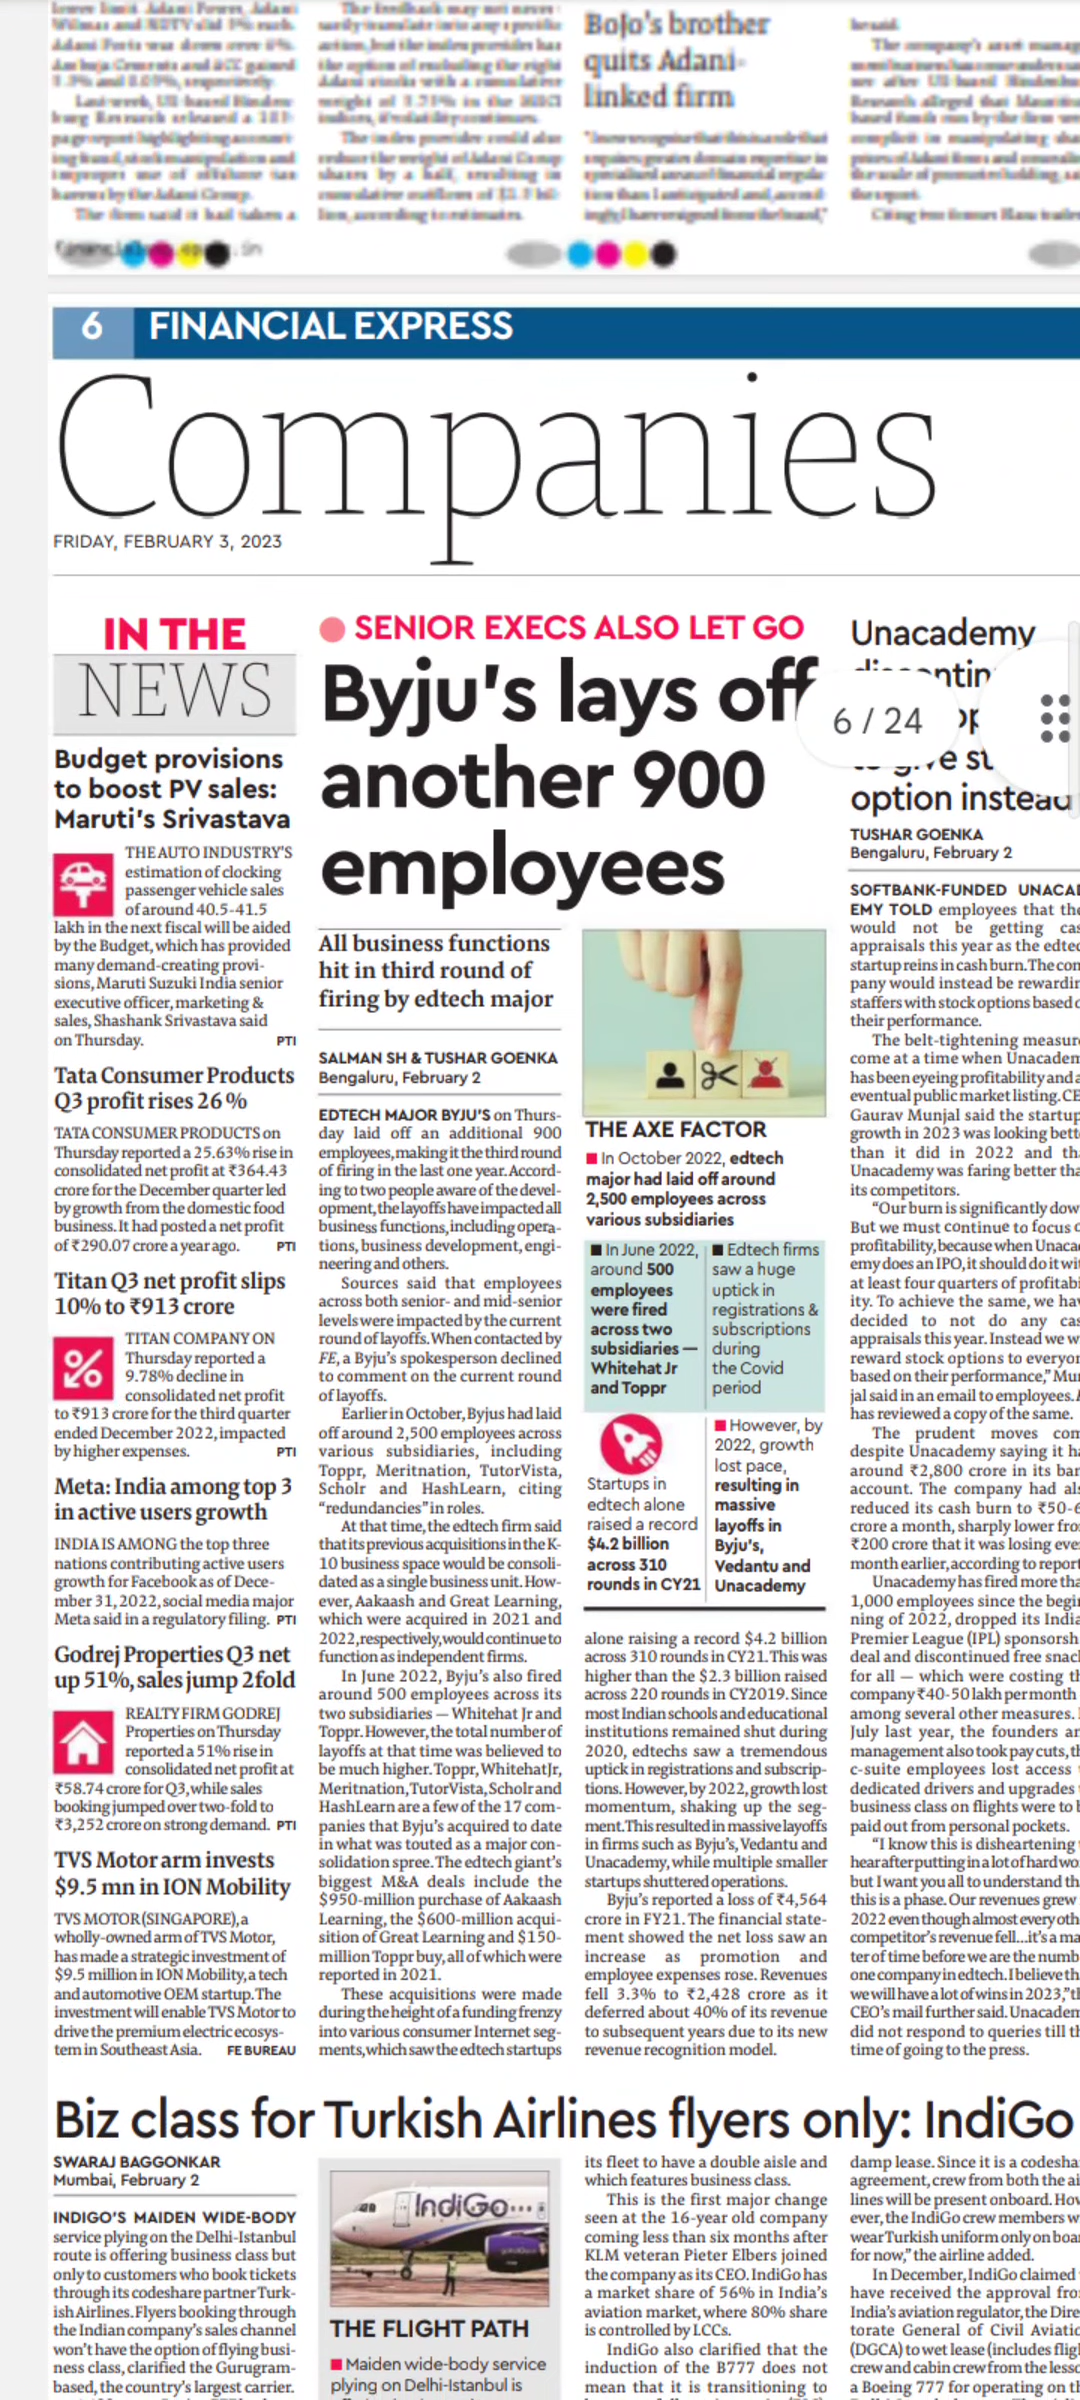 BoJo's brother
quits Adani-
linked firm
6 FINANCIAL EXPRESS
Companies
FRIDAY, FEBRUARY 3, 2023
IN THE
NEWS
Budget provisions
to boost PV sales:
Maruti's Srivastava
THE AUTO INDUSTRY'S
estimation of clocking
passenger vehicle sales
of around 40.5-41.5
lakh in the next fiscal will be aided
by the Budget, which has provided
many demand-creating provi-
sions, Maruti Suzuki India senior
executive officer, marketing &
sales, Shashank Srivastava said
on Thursday. PTI
Tata Consumer Products
Q3 profit rises 26%
TATA CONSUMER PRODUCTS on
Thursday reported a 25.63% rise in
consolidated net profit at ₹364.43
crore for the December quarter led
by growth from the domestic food
business. It had posted a net profit
of ₹290.07 crore a year ago. PTI
Titan Q3 net profit slips
10% to ₹913 crore
TITAN COMPANY ON
Thursday reported a
9.78% decline in
consolidated net profit
to ₹913 crore for the third quarter
ended December 2022, impacted
by higher expenses. PTI
Meta: India among top 3
in active users growth
INDIA IS AMONG the top three
nations contributing active users
growth for Facebook as of Dece-
mber 31, 2022, social media major
Meta said in a regulatory filing. PTI
Godrej Properties Q3 net
up 51%, sales jump 2fold
REALTY FIRM GODREJ
Properties on Thursday
reported a 51% rise in
consolidated net profit at
₹58.74 crore for Q3, while sales
booking jumped over two-fold to
₹3,252 crore on strong demand. PTI
TVS Motor arm invests
$9.5 mn in ION Mobility
TVS MOTOR (SINGAPORE), a
wholly-owned arm of TVS Motor,
has made a strategic investment of
$9.5 million in ION Mobility, a tech
and automotive OEM startup. The
investment will enable TVS Motor to
drive the premium electric ecosys-
tem in Southeast Asia. FE BUREAU
SENIOR EXECS ALSO LET GO
Byju's lays off
another 900
employees
All business functions
hit in third round of
firing by edtech major
SALMAN SH & TUSHAR GOENKA
Bengaluru, February 2
EDTECH MAJOR BYJU'S on Thurs-
day laid off an additional 900
employees, making it the third round
of firing in the last one year. Accord-
ing to two people aware of the devel-
opment, the layoffs have impacted all
business functions, including opera-
tions, business development, engi-
neering and others.
Sources said that employees
across both senior- and mid-senior
levels were impacted by the current
round of layoffs. When contacted by
FE, a Byju's spokesperson declined
to comment on the current round
of layoffs.
Earlier in October, Byjus had laid
off around 2,500 employees across
various subsidiaries, including
Toppr, Meritnation, TutorVista,
Scholr and HashLearn, citing
"redundancies" in roles.
At that time, the edtech firm said
that its previous acquisitions in the K-
10 business space would be consoli-
dated as a single business unit. How-
ever, Aakaash and Great Learning,
which were acquired in 2021 and
2022, respectively, would continue to
function as independent firms.
In June 2022, Byju's also fired
around 500 employees across its
two subsidiaries — Whitehat Jr and
Toppr. However, the total number of
layoffs at that time was believed to
be much higher. Toppr, WhitehatJr,
Meritnation, TutorVista, Scholr and
HashLearn are a few of the 17 com-
panies that Byju's acquired to date
in what was touted as a major con-
solidation spree. The edtech giant's
biggest M&A deals include the
$950-million purchase of Aakaash
Learning, the $600-million acqui-
sition of Great Learning and $150-
million Toppr buy, all of which were
reported in 2021.
These acquisitions were made
during the height of a funding frenzy
into various consumer Internet seg-
ments, which saw the edtech startups
THE AXE FACTOR
In October 2022, edtech
major had laid off around
2,500 employees across
various subsidiaries
In June 2022,
around 500
employees
were fired
across two
subsidiaries —
Whitehat Jr
and Toppr
Edtech firms
saw a huge
uptick in
registrations &
subscriptions
during
the Covid
period
Startups in
edtech alone
raised a record
$4.2 billion
across 310
rounds in CY21
However, by
2022, growth
lost pace,
resulting in
massive
layoffs in
Byju's,
Vedantu and
Unacademy
alone raising a record $4.2 billion
across 310 rounds in CY21. This was
higher than the $2.3 billion raised
across 220 rounds in CY2019. Since
most Indian schools and educational
institutions remained shut during
2020, edtechs saw a tremendous
uptick in registrations and subscrip-
tions. However, by 2022, growth lost
momentum, shaking up the seg-
ment. This resulted in massive layoffs
in firms such as Byju's, Vedantu and
Unacademy, while multiple smaller
startups shuttered operations.
Byju's reported a loss of ₹4,564
crore in FY21. The financial state-
ment showed the net loss saw an
increase as promotion and
employee expenses rose. Revenues
fell 3.3% to ₹2,428 crore as it
deferred about 40% of its revenue
to subsequent years due to its new
revenue recognition model.
Unacademy
6 / 24
option instead
TUSHAR GOENKA
Bengaluru, February 2
SOFTBANK-FUNDED UNACAD
EMY TOLD employees that the
would not be getting cas
appraisals this year as the edtec
startup reins in cash burn. The com
pany would instead be rewardin
staffers with stock options based o
their performance.
The belt-tightening measure
come at a time when Unacadem
has been eyeing profitability and a
eventual public market listing. CE
Gaurav Munjal said the startup
growth in 2023 was looking bette
than it did in 2022 and tha
Unacademy was faring better tha
its competitors.
"Our burn is significantly dow
But we must continue to focus o
profitability, because when Unacad
emy does an IPO, it should do it wit
at least four quarters of profitabi
ity. To achieve the same, we hav
decided to not do any cas
appraisals this year. Instead we w
reward stock options to everyon
based on their performance," Mun
jal said in an email to employees. 
has reviewed a copy of the same.
The prudent moves com
despite Unacademy saying it ha
around ₹2,800 crore in its ban
account. The company had als
reduced its cash burn to ₹50-6
crore a month, sharply lower from
₹200 crore that it was losing eve
month earlier, according to report
Unacademy has fired more tha
1,000 employees since the begin
ning of 2022, dropped its India
Premier League (IPL) sponsorsh
deal and discontinued free snac
for all — which were costing th
company ₹40-50 lakh per month
among several other measures. I
July last year, the founders an
management also took pay cuts, th
c-suite employees lost access
dedicated drivers and upgrades
business class on flights were to b
paid out from personal pockets.
"I know this is disheartening
hear after putting in a lot of hard wo
but I want you all to understand tha
this is a phase. Our revenues grew
2022 even though almost every oth
competitor's revenue fell...it's a ma
ter of time before we are the numb
one company in edtech. I believe tha
we will have a lot of wins in 2023," th
CEO's mail further said. Unacadem
did not respond to queries till th
time of going to the press.
Biz class for Turkish Airlines flyers only: IndiGo
SWARAJ BAGGONKAR
Mumbai, February 2
INDIGO'S MAIDEN WIDE-BODY
service plying on the Delhi-Istanbul
route is offering business class but
only to customers who book tickets
through its codeshare partner Turk-
ish Airlines. Flyers booking through
the Indian company's sales channel
won't have the option of flying busi-
ness class, clarified the Gurugram-
based, the country's largest carrier.
IndiGo
THE FLIGHT PATH
Maiden wide-body service
plying on Delhi-Istanbul is
its fleet to have a double aisle and
which features business class.
This is the first major change
seen at the 16-year old company
coming less than six months after
KLM veteran Pieter Elbers joined
the company as its CEO. IndiGo has
a market share of 56% in India's
aviation market, where 80% share
is controlled by LCCs.
IndiGo also clarified that the
induction of the B777 does not
mean that it is transitioning to
damp lease. Since it is a codesha
agreement, crew from both the ai
lines will be present onboard. How
ever, the IndiGo crew members w
wear Turkish uniform only on boar
for now," the airline added.
In December, IndiGo claimed
have received the approval from
India's aviation regulator, the Dire
torate General of Civil Aviatio
(DGCA) to wet lease (includes flig
crew and cabin crew from the lesso
a Boeing 777 for operating on th